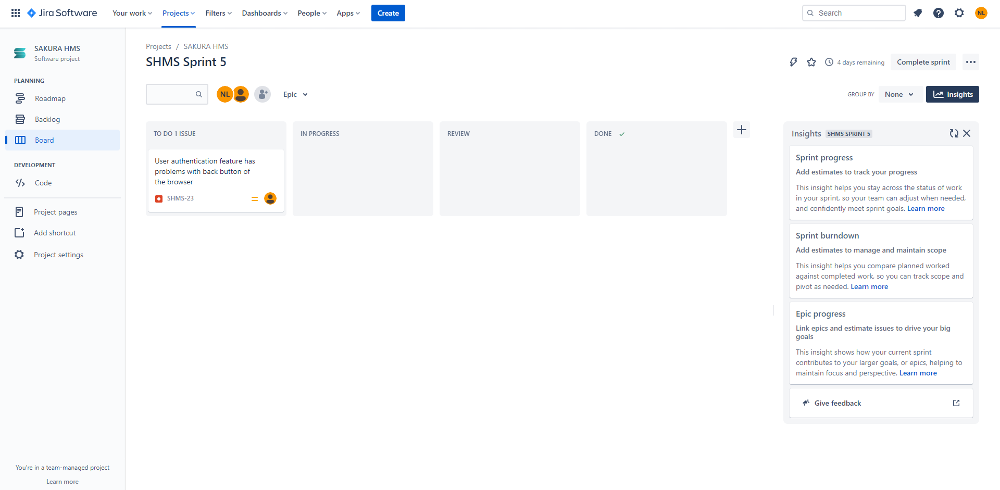 Jira Software
Your work
Projects
Filters
Dashboards
People
Apps
Create
Search
NL
SAKURA HMS
Software project
PLANNING
Roadmap
Backlog
Board
DEVELOPMENT
Code
Project pages
Add shortcut
Project settings
You're in a team-managed project
Learn more
Projects / SAKURA HMS
SHMS Sprint 5
4 days remaining
Complete sprint
NL
Epic
GROUP BY
None
Insights
TO DO 1 ISSUE
User authentication feature has
problems with back button of
the browser
SHMS-23
IN PROGRESS
REVIEW
DONE
Insights SHMS SPRINT 5
Sprint progress
Add estimates to track your progress
This insight helps you stay across the status of work
in your sprint, so your team can adjust when needed,
and confidently meet sprint goals. Learn more
Sprint burndown
Add estimates to manage and maintain scope
This insight helps you compare planned worked
against completed work, so you can track scope and
pivot as needed. Learn more
Epic progress
Link epics and estimate issues to drive your big
goals
This insight shows how your current sprint
contributes to your larger goals, or epics, helping to
maintain focus and perspective. Learn more
Give feedback